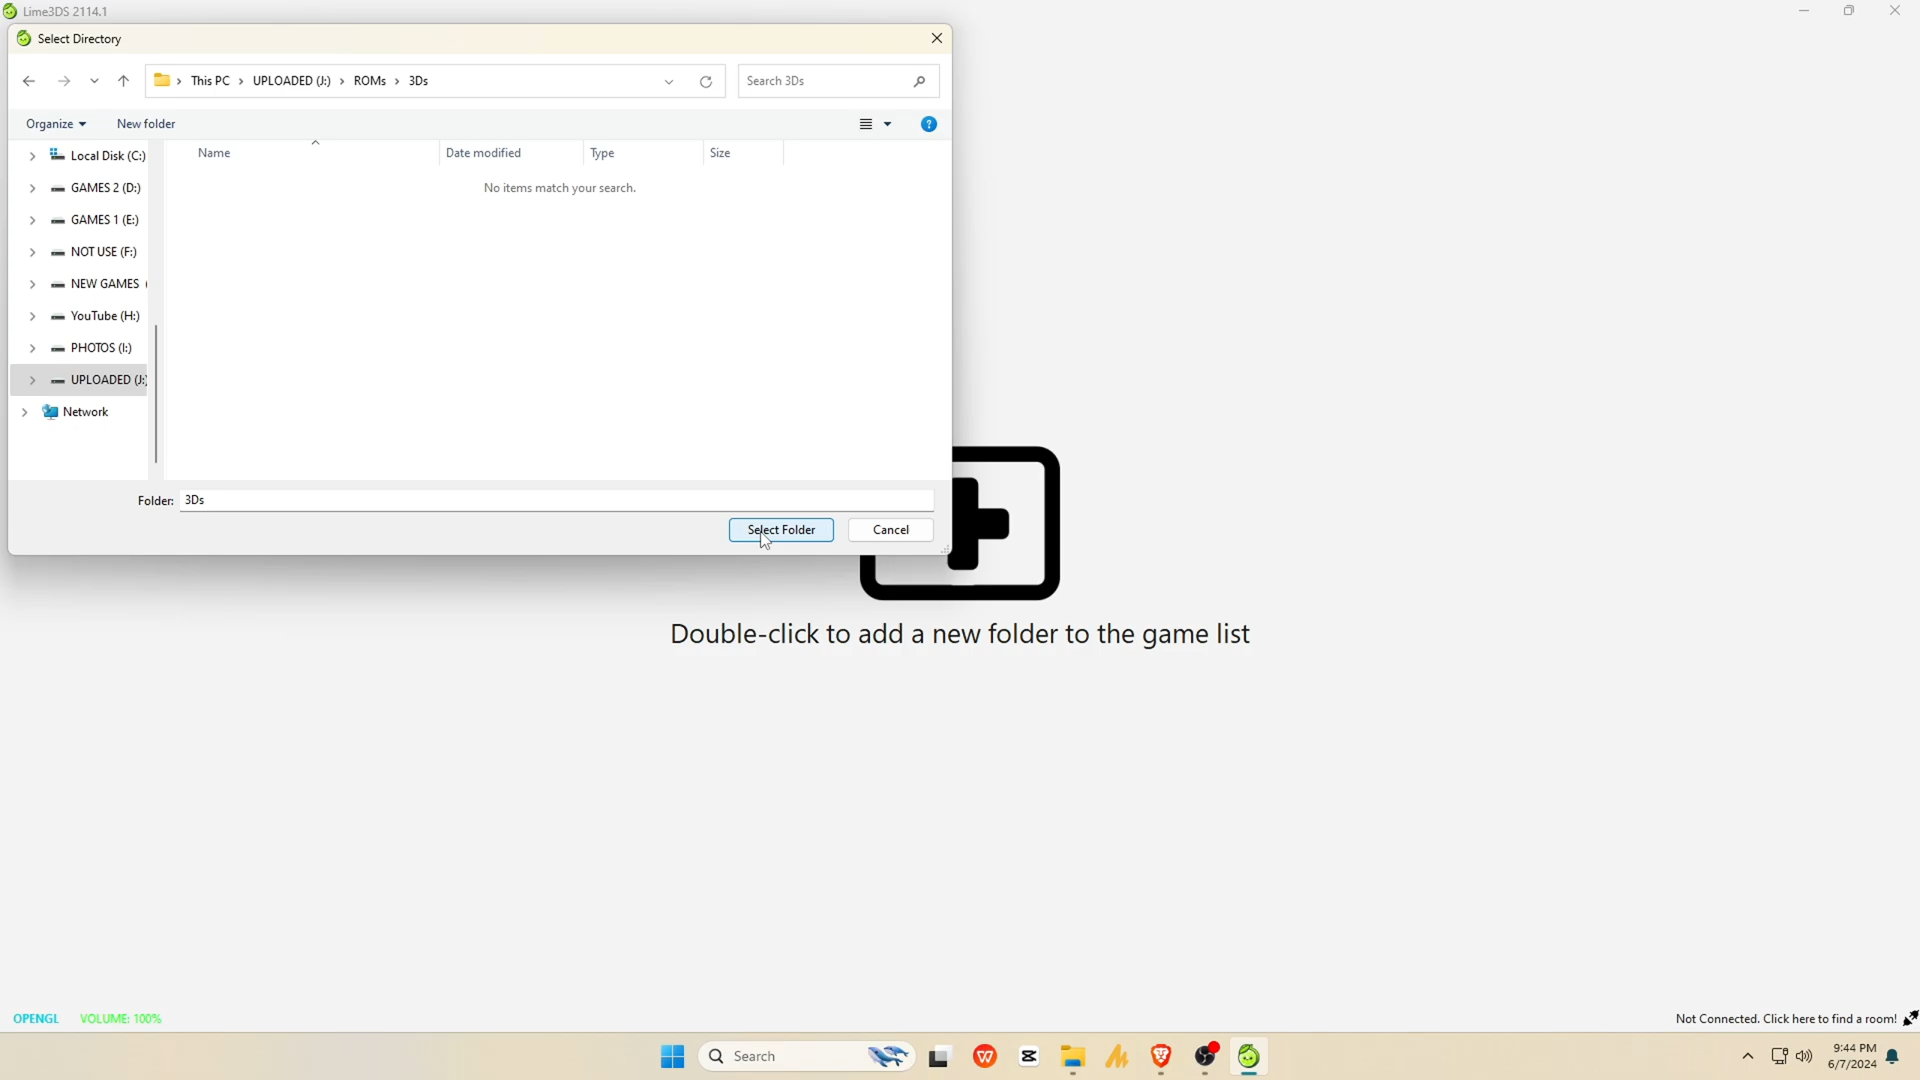 Lime3DS 2114.1
Select Directory
This PC > UPLOADED (J:) > ROMs > 3Ds
Search 3Ds
Organize
New folder
Name
Date modified
Type
Size
No items match your search.
Local Disk (C:)
GAMES 2 (D:)
GAMES 1 (E:)
NOT USE (F:)
NEW GAMES (
YouTube (H:)
PHOTOS (I:)
UPLOADED (J:)
Network
Folder: 3Ds
Select Folder
Cancel
Double-click to add a new folder to the game list
OPENGL
VOLUME: 100%
Not Connected. Click here to find a room!
Search
9:44 PM
6/7/2024